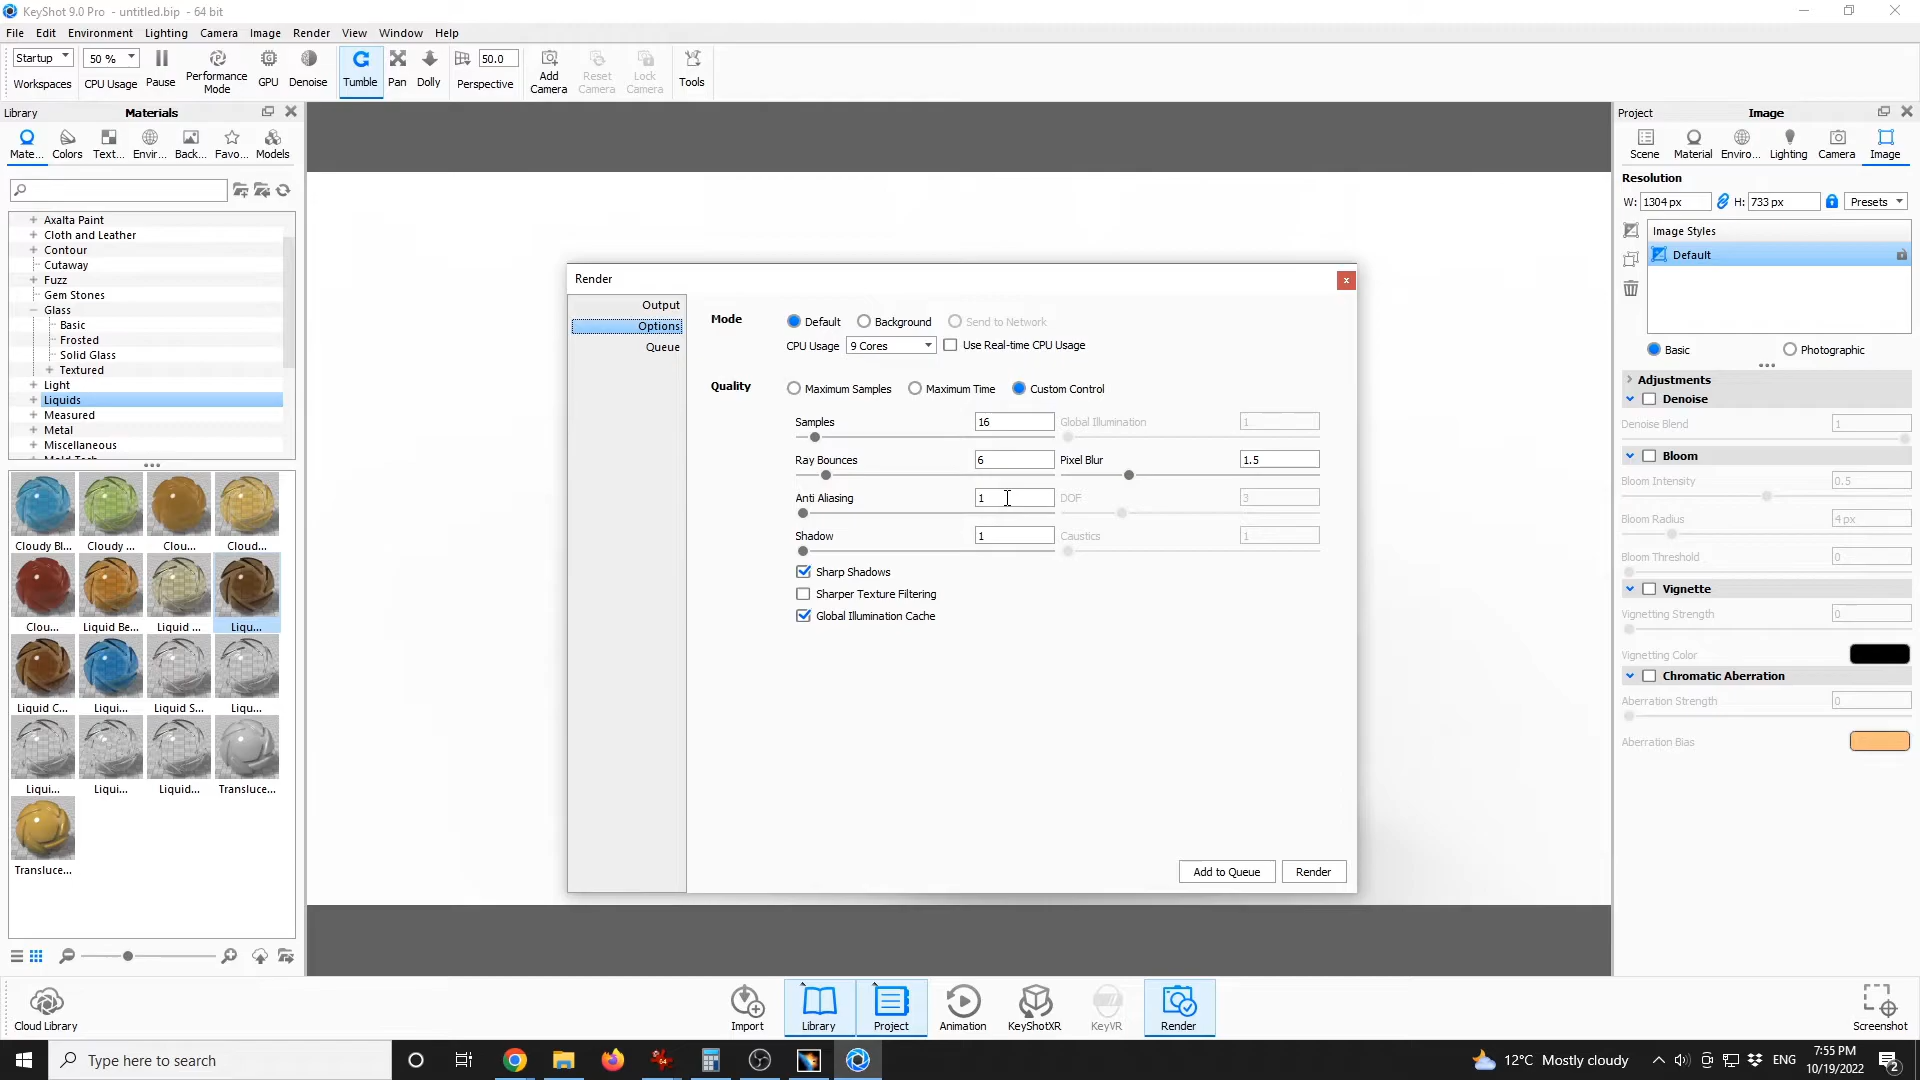 KeyShot 9.0 Pro - untitled.bip - 64 bit
File Edit Environment Lighting Camera Image Render View Window Help
Startup 50 % 50.0
Workspaces CPU Usage Pause Performance Mode GPU Denoise Tumble Pan Dolly Perspective Add Camera Reset Camera Lock Camera Tools
Library Materials
Mate... Colors Text... Envir... Back... Favo... Models
Axalta Paint
Cloth and Leather
Contour
Cutaway
Fuzz
Gem Stones
Glass
Basic
Frosted
Solid Glass
Textured
Light
Liquids
Measured
Metal
Miscellaneous
Mold-Tech
Cloudy Bl... Cloudy ... Clou... Cloud...
Clou... Liquid Be... Liquid ... Liqu...
Liquid C... Liqui... Liquid S... Liqu...
Liqui... Liqui... Liquid... Transluce...
Transluce...
Render
Output
Options
Queue
Mode Default Background Send to Network
CPU Usage 9 Cores Use Real-time CPU Usage
Quality Maximum Samples Maximum Time Custom Control
Samples 16 Global Illumination 1
Ray Bounces 6 Pixel Blur 1.5
Anti Aliasing 1 DOF 3
Shadow 1 Caustics 1
Sharp Shadows
Sharper Texture Filtering
Global Illumination Cache
Add to Queue Render
Project Image
Scene Material Enviro... Lighting Camera Image
Resolution
W: 1304 px H: 733 px Presets
Image Styles
Default
Basic Photographic
Adjustments
Denoise
Denoise Blend 1
Bloom
Bloom Intensity 0.5
Bloom Radius 4 px
Bloom Threshold 0
Vignette
Vignetting Strength 0
Vignetting Color
Chromatic Aberration
Aberration Strength 0
Aberration Bias
Cloud Library Import Library Project Animation KeyShotXR KeyVR Render Screenshot
Type here to search
12°C Mostly cloudy ENG 7:55 PM
10/19/2022
2